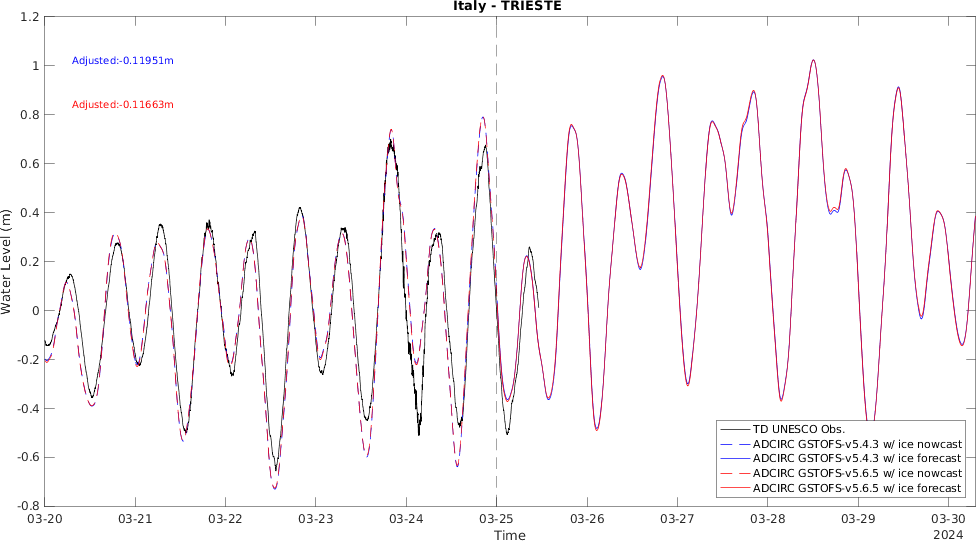 Italy - TRIESTE
1.2
1
0.8
0.6
0.4
0.2
0
-0.2
-0.4
-0.6
-0.8
Water Level (m)
Adjusted:-0.11951m
Adjusted:-0.11663m
TD UNESCO Obs.
ADCIRC GSTOFS-v5.4.3 w/ ice nowcast
ADCIRC GSTOFS-v5.4.3 w/ ice forecast
ADCIRC GSTOFS-v5.6.5 w/ ice nowcast
ADCIRC GSTOFS-v5.6.5 w/ ice forecast
03-20 03-21 03-22 03-23 03-24 03-25 03-26 03-27 03-28 03-29 03-30
2024
Time